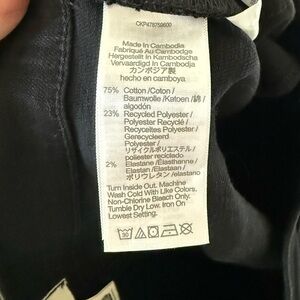 CKP478759600
Made in Cambodia
Fabriqué Au Cambodge
Hergestellt in Kambodscha
Vervaardigd in Cambodja
カンボジア製
hecho en camboya
75% Cotton /Coton /
Baumwolle /Katoen /綿 /
algodón
23% Recycled Polyester /
Polyester Recyclé /
Recyceltes Polyester /
Gerecycleerd
Polyester /
リサイクルポリエステル /
poliester reciclado
2% Elastane /Elasthanne /
Elastan /Elastaan /
ポリウレタン /elastano
Turn Inside Out. Machine
Wash Cold With Like Colors.
Non-Chlorine Bleach Only.
Tumble Dry Low. Iron On
Lowest Setting.